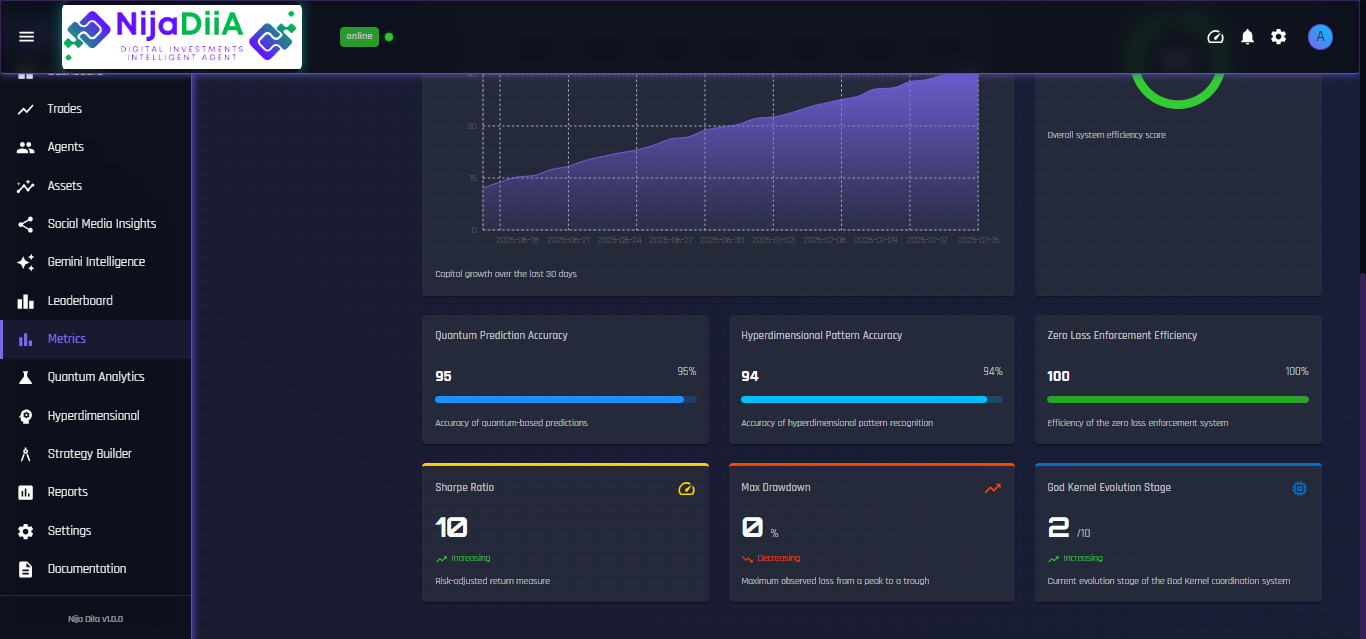 NijaDiiA
DIGITAL INVESTMENTS
INTELLIGENT AGENT
online
A
Dashboard
Trades
Agents
Assets
Social Media Insights
Gemini Intelligence
Leaderboard
Metrics
Quantum Analytics
Hyperdimensional
Strategy Builder
Reports
Settings
Documentation
Nija Diia v1.0.0
30
15
0
2025-06-18 2025-06-21 2025-06-24 2025-06-27 2025-06-30 2025-07-03 2025-07-06 2025-07-09 2025-07-12 2025-07-15
Capital growth over the last 30 days
Overall system efficiency score
Quantum Prediction Accuracy
95 95%
Accuracy of quantum-based predictions
Hyperdimensional Pattern Accuracy
94 94%
Accuracy of hyperdimensional pattern recognition
Zero Loss Enforcement Efficiency
100 100%
Efficiency of the zero loss enforcement system
Sharpe Ratio
10
Increasing
Risk-adjusted return measure
Max Drawdown
0 %
Decreasing
Maximum observed loss from a peak to a trough
God Kernel Evolution Stage
2 /10
Increasing
Current evolution stage of the God Kernel coordination system